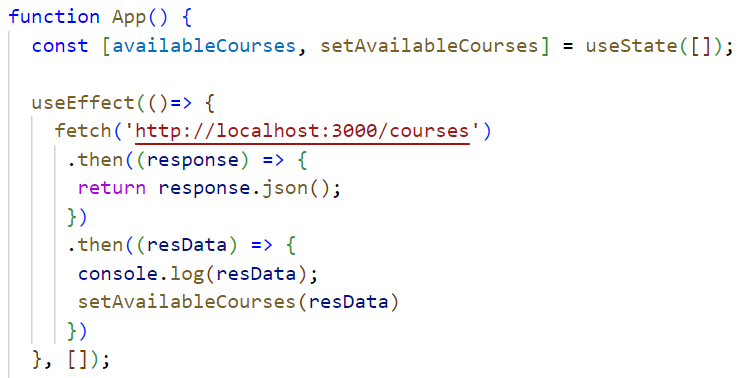 function App() {
  const [availableCourses, setAvailableCourses] = useState([]);

  useEffect(()=> {
    fetch('http://localhost:3000/courses')
     .then((response) => {
      return response.json();
     })
     .then((resData) => {
      console.log(resData);
      setAvailableCourses(resData)
     })
  }, []);